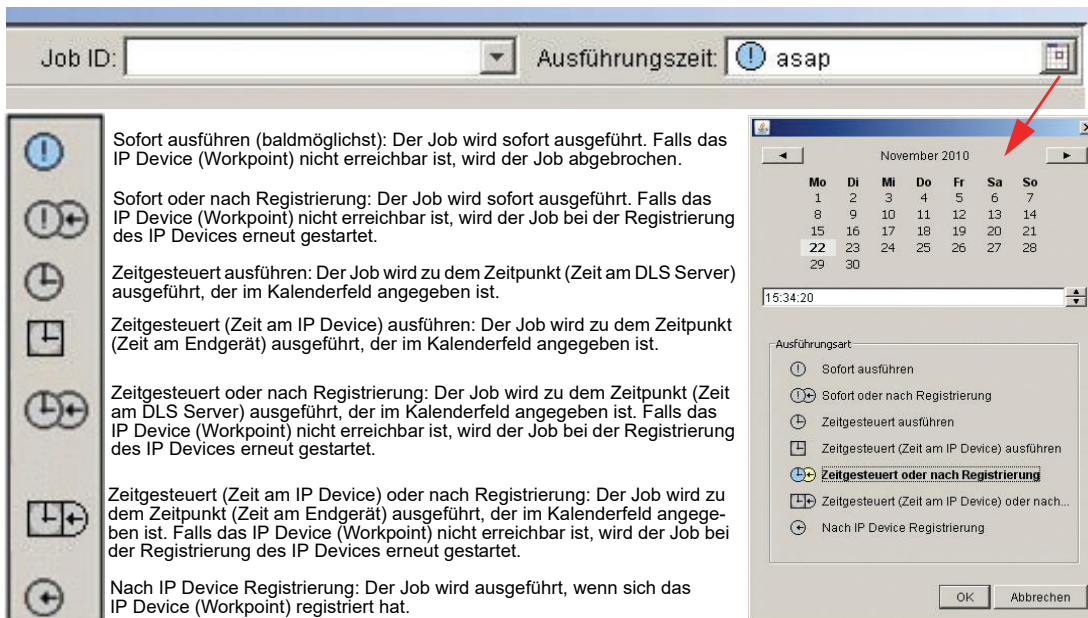 Job ID:
Ausführungszeit: asap
Sofort ausführen (baldmöglichst): Der Job wird sofort ausgeführt. Falls das
IP Device (Workpoint) nicht erreichbar ist, wird der Job abgebrochen.
Sofort oder nach Registrierung: Der Job wird sofort ausgeführt. Falls das
IP Device (Workpoint) nicht erreichbar ist, wird der Job bei der Registrierung
des IP Devices erneut gestartet.
Zeitgesteuert ausführen: Der Job wird zu dem Zeitpunkt (Zeit am DLS Server)
ausgeführt, der im Kalenderfeld angegeben ist.
Zeitgesteuert (Zeit am IP Device) ausführen: Der Job wird zu dem Zeitpunkt
(Zeit am Endgerät) ausgeführt, der im Kalenderfeld angegeben ist.
Zeitgesteuert oder nach Registrierung: Der Job wird zu dem Zeitpunkt (Zeit
am DLS Server) ausgeführt, der im Kalenderfeld angegeben ist. Falls das
IP Device (Workpoint) nicht erreichbar ist, wird der Job bei der Registrierung
des IP Devices erneut gestartet.
Zeitgesteuert (Zeit am IP Device) oder nach Registrierung: Der Job wird zu
dem Zeitpunkt (Zeit am Endgerät) ausgeführt, der im Kalenderfeld angege-
ben ist. Falls das IP Device (Workpoint) nicht erreichbar ist, wird der Job bei
der Registrierung des IP Devices erneut gestartet.
Nach IP Device Registrierung: Der Job wird ausgeführt, wenn sich das
IP Device (Workpoint) registriert hat.
November 2010
Mo Di Mi Do Fr Sa So
1 2 3 4 5 6 7
8 9 10 11 12 13 14
15 16 17 18 19 20 21
22 23 24 25 26 27 28
29 30
15:34:20
Ausführungsart
Sofort ausführen
Sofort oder nach Registrierung
Zeitgesteuert ausführen
Zeitgesteuert (Zeit am IP Device) ausführen
Zeitgesteuert oder nach Registrierung
Zeitgesteuert (Zeit am IP Device) oder nach...
Nach IP Device Registrierung
OK
Abbrechen